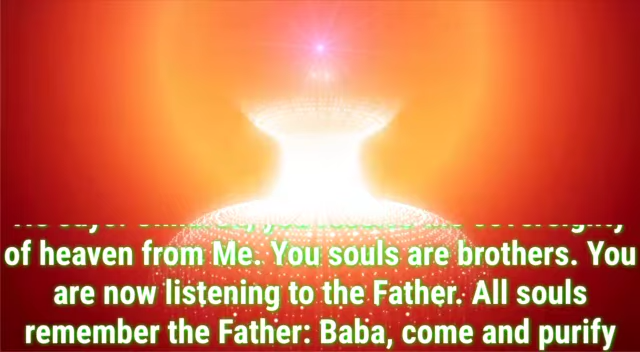 of heaven from Me. You souls are brothers. You
are now listening to the Father. All souls
remember the Father: Baba, come and purify